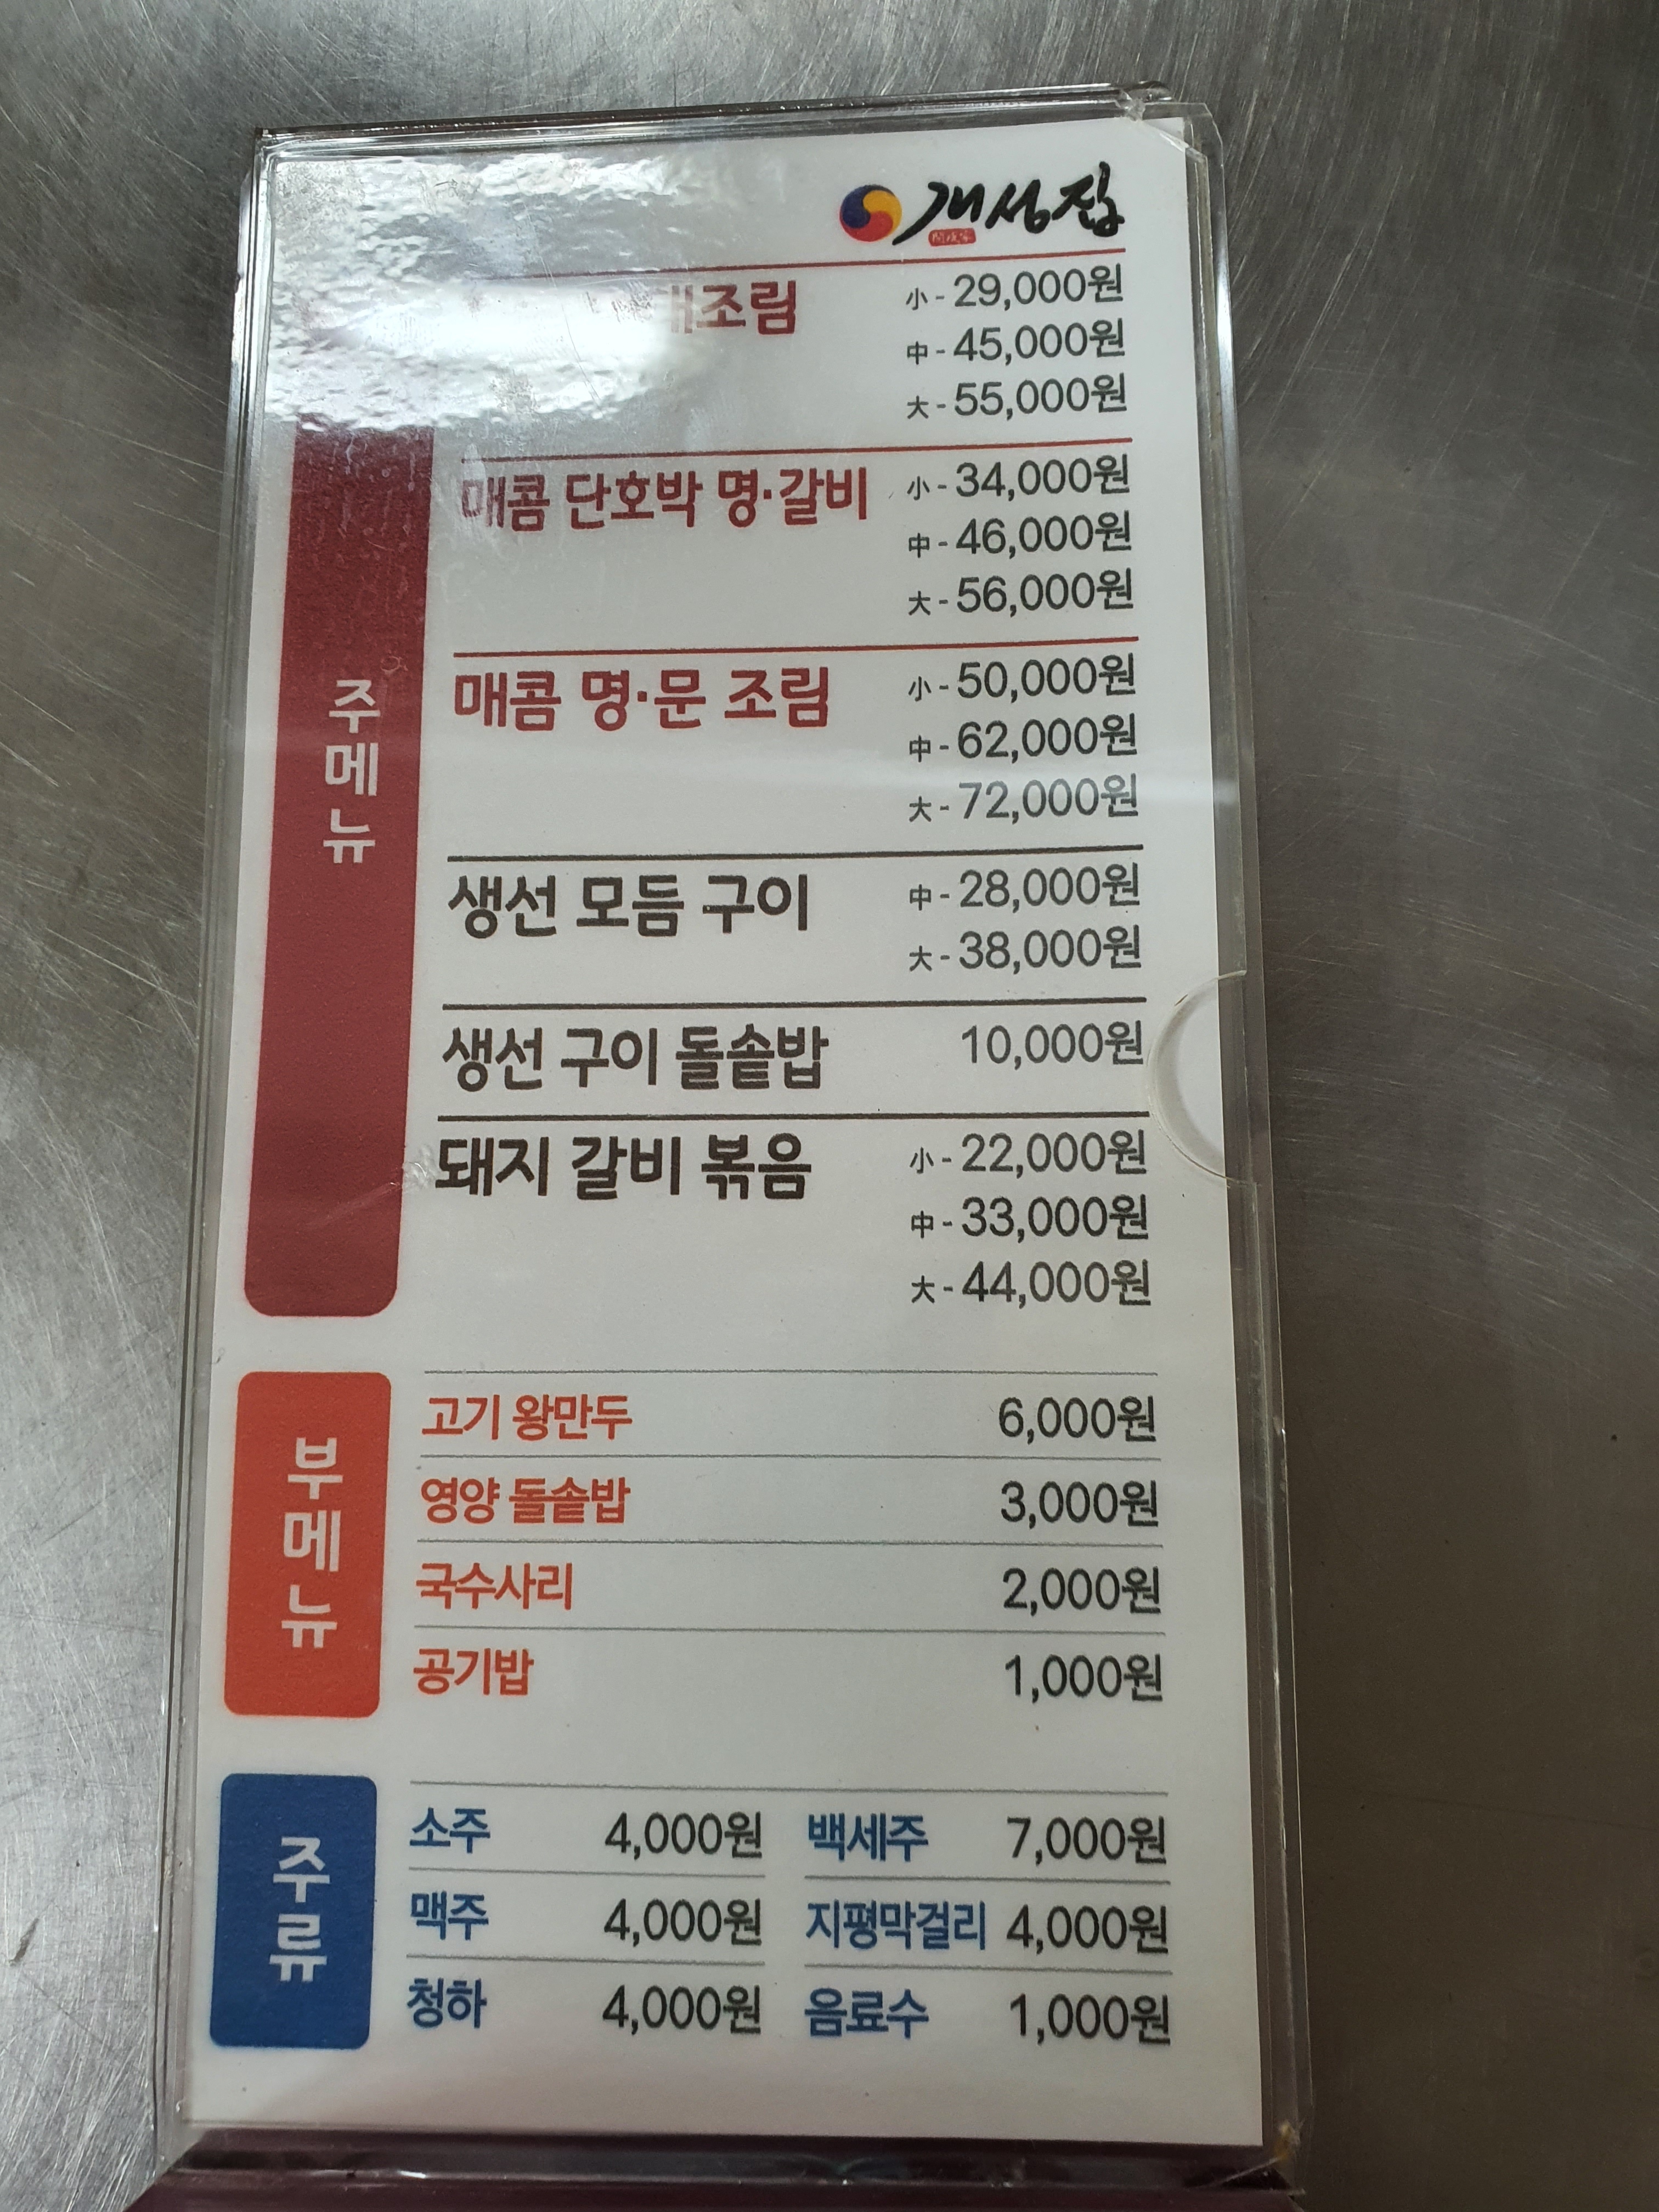 개성집
開城家
조림 小 - 29,000원
中 - 45,000원
大 - 55,000원
매콤 단호박 명·갈비 小 - 34,000원
中 - 46,000원
大 - 56,000원
매콤 명·문 조림 小 - 50,000원
中 - 62,000원
大 - 72,000원
주메뉴
생선 모듬 구이 中 - 28,000원
大 - 38,000원
생선 구이 돌솥밥 10,000원
돼지 갈비 볶음 小 - 22,000원
中 - 33,000원
大 - 44,000원
부메뉴
고기 왕만두 6,000원
영양 돌솥밥 3,000원
국수사리 2,000원
공기밥 1,000원
주류
소주 4,000원 백세주 7,000원
맥주 4,000원 지평막걸리 4,000원
청하 4,000원 음료수 1,000원